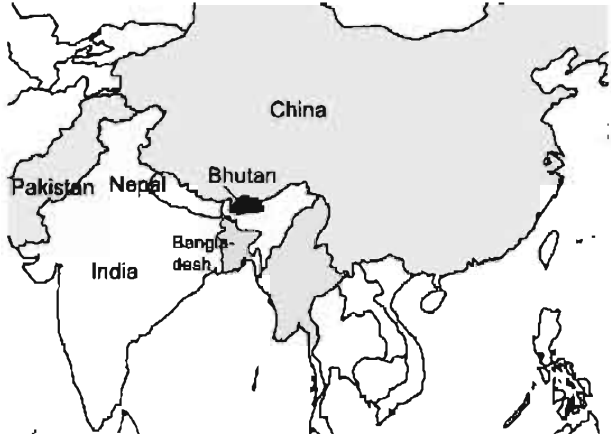 China
Bhutan
Pakistan
Nepal
Bangla-
desh
India